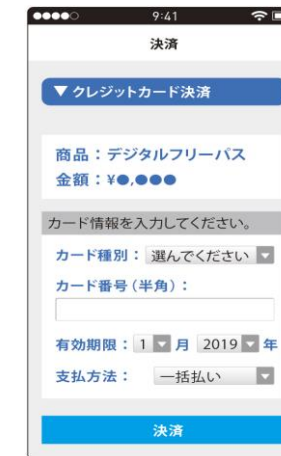 9:41
決済
▼ クレジットカード決済
商品：デジタルフリーパス
金額：¥●,●●●
カード情報を入力してください。
カード種別： 選んでください
カード番号（半角）：
有効期限： 1 月 2019 年
支払方法： 一括払い
決済